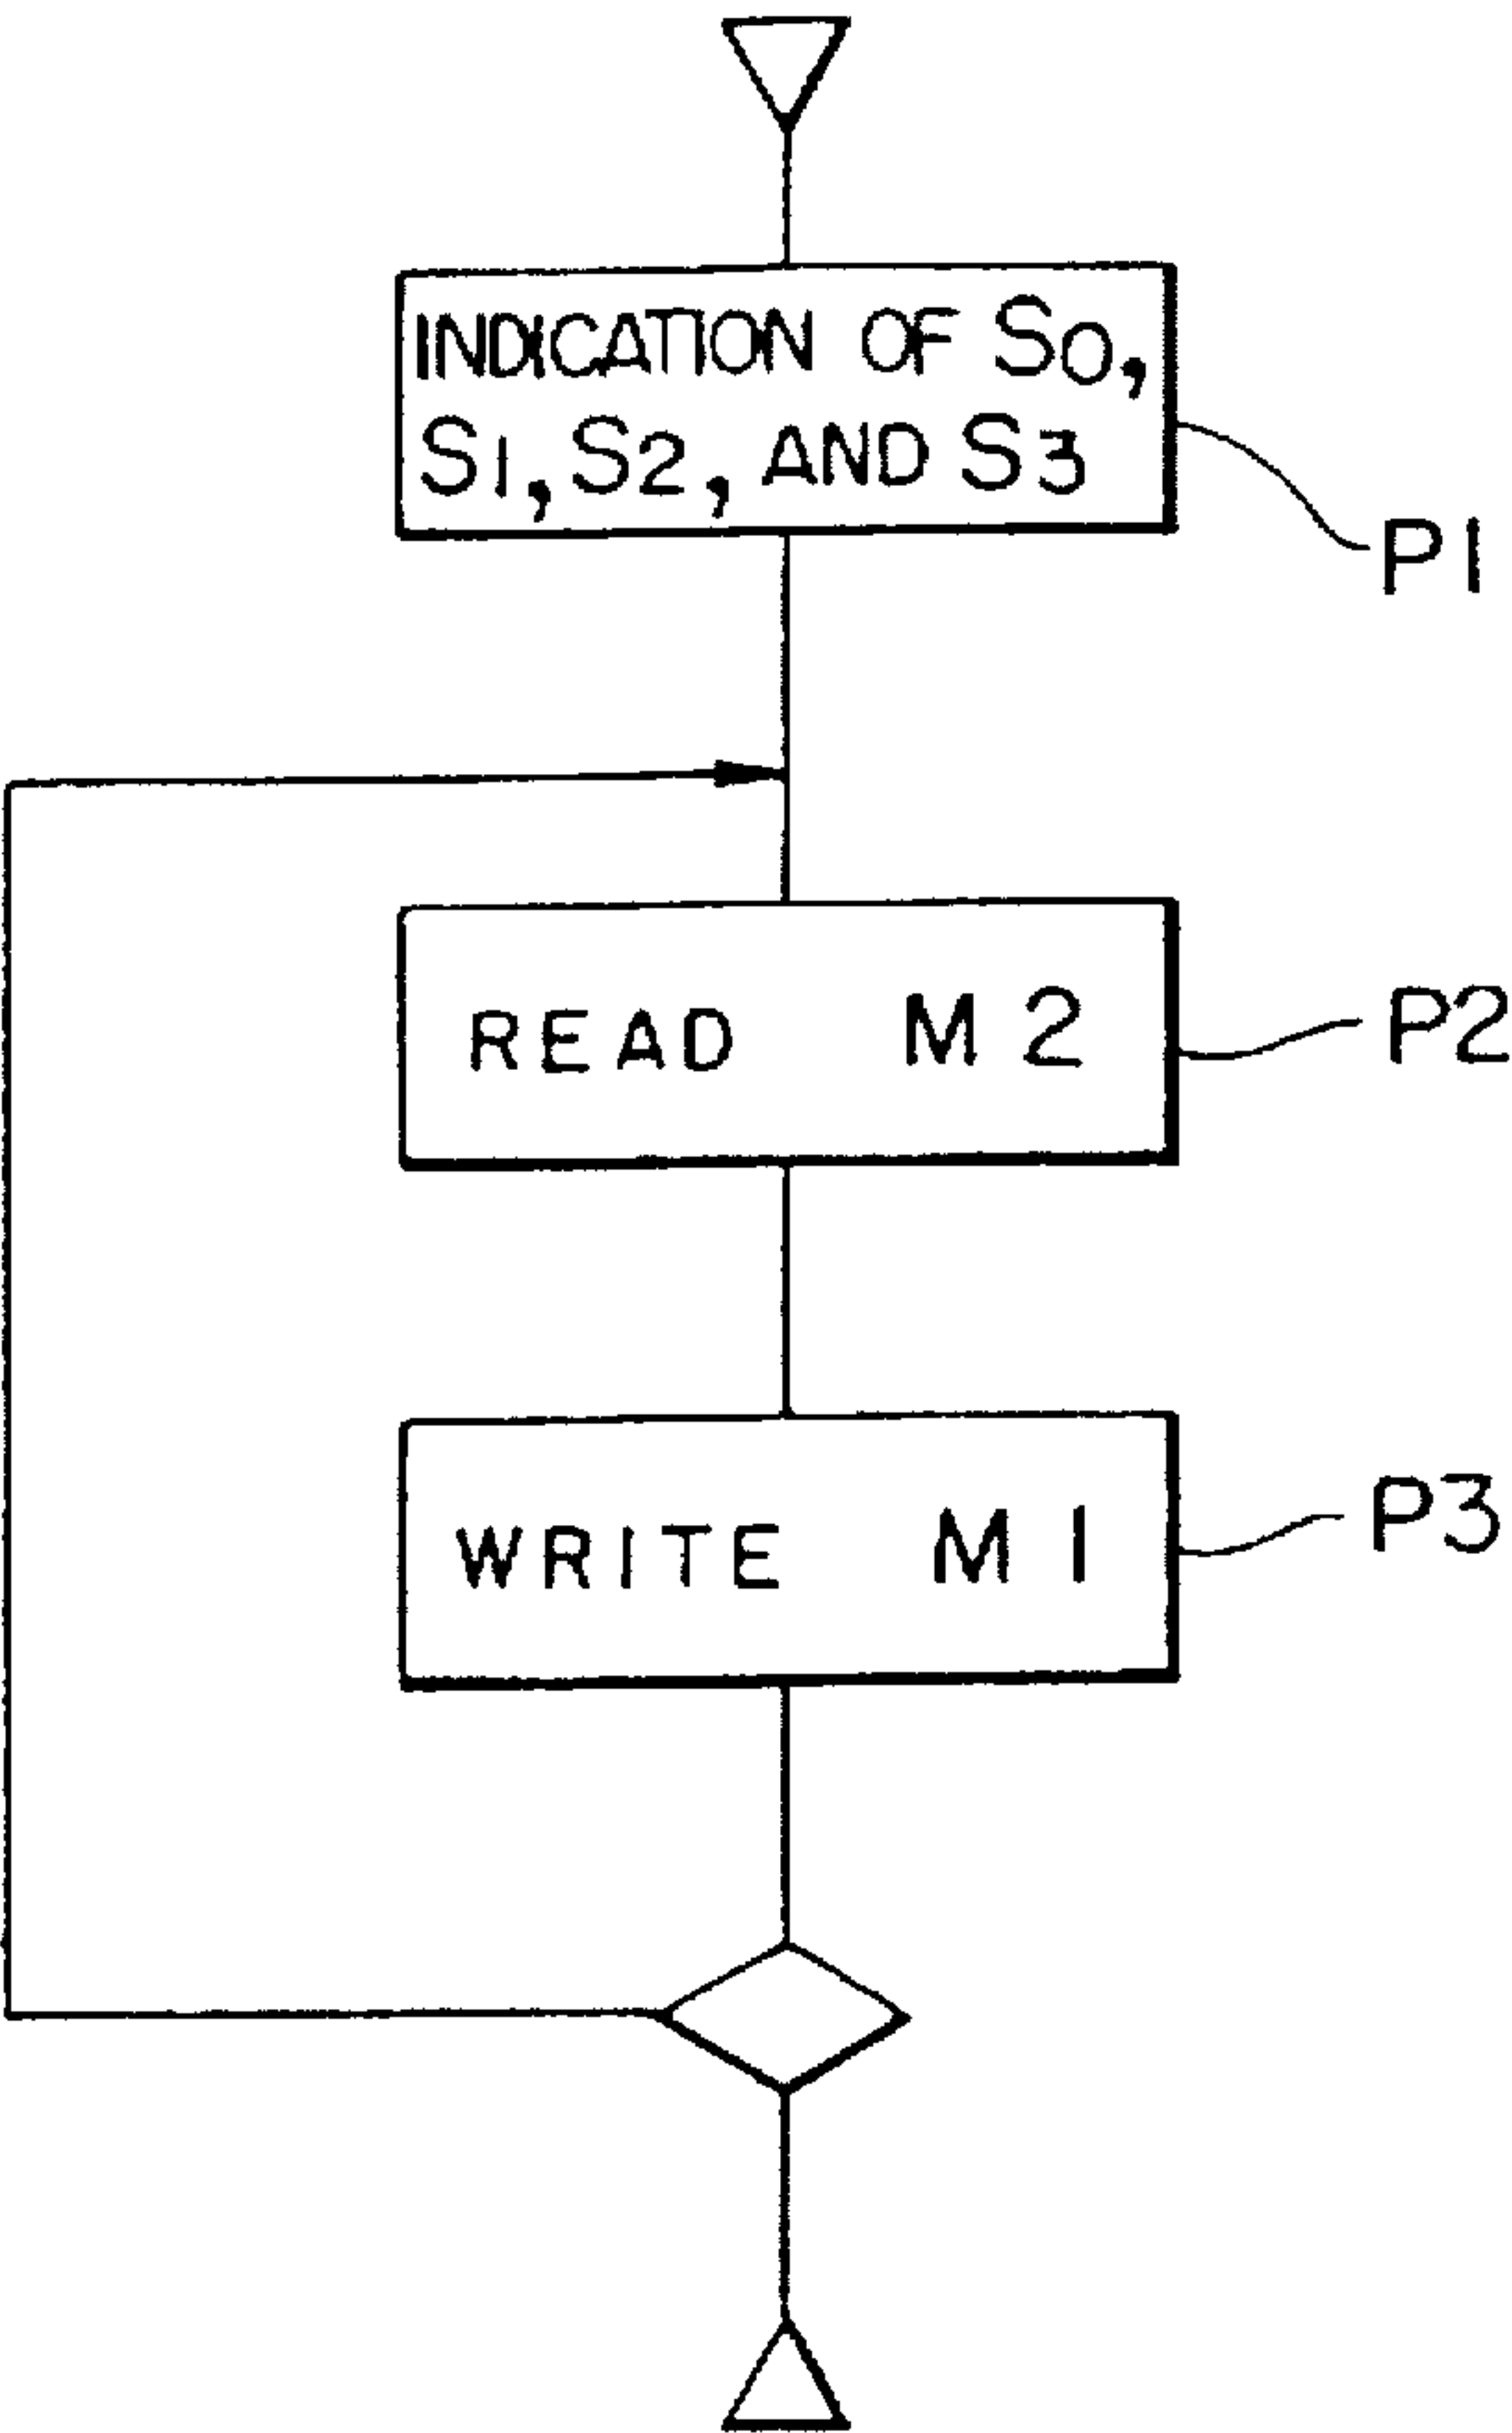 INDICATION OF S0,
S1, S2, AND S3
P1
READ M2
P2
WRITE M1
P3